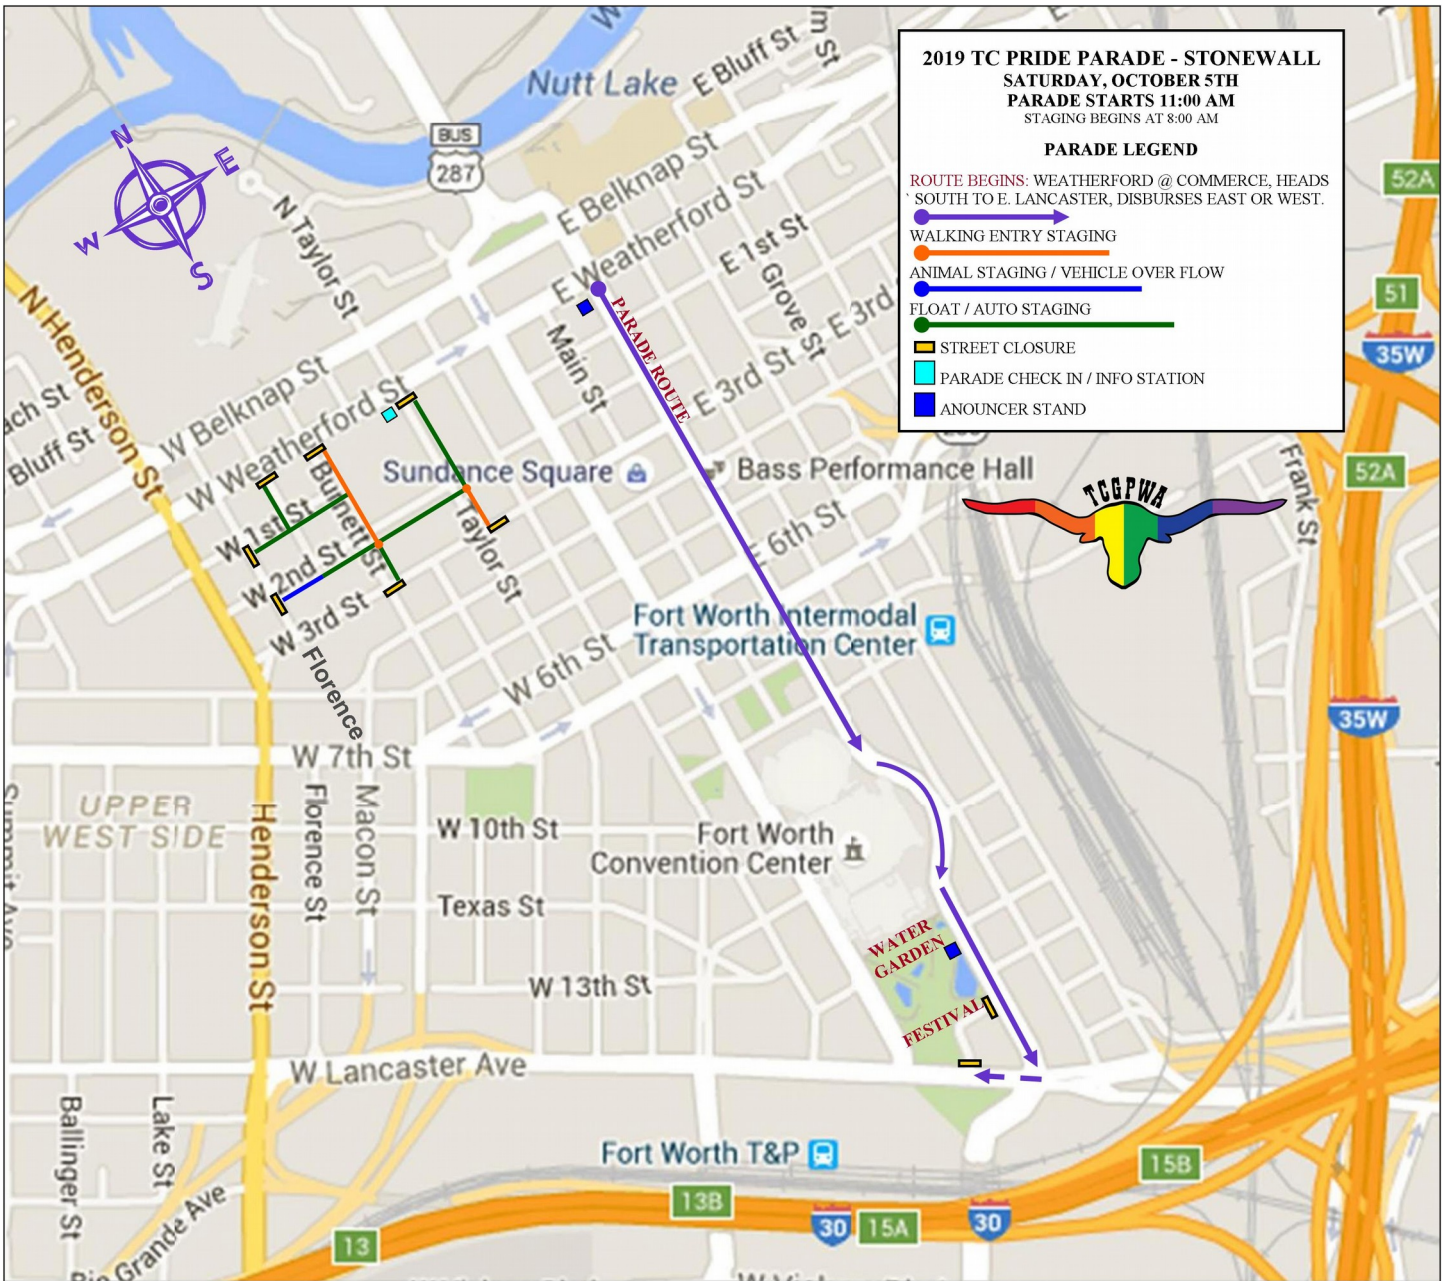 2019 TC PRIDE PARADE - STONEWALL
SATURDAY, OCTOBER 5TH
PARADE STARTS 11:00 AM
STAGING BEGINS AT 8:00 AM
PARADE LEGEND
ROUTE BEGINS: WEATHERFORD @ COMMERCE, HEADS
` SOUTH TO E. LANCASTER, DISBURSES EAST OR WEST.
WALKING ENTRY STAGING
ANIMAL STAGING / VEHICLE OVER FLOW
FLOAT / AUTO STAGING
STREET CLOSURE
PARADE CHECK IN / INFO STATION
ANOUNCER STAND
Nutt Lake
E Bluff St
lm St
BUS
287
N
E
W
S
N Taylor St
E Belknap St
E Weatherford St
E 1st St
Grove St
E 3rd
E 3rd St
52A
51
35W
N Henderson St
ach St
Bluff St
W Belknap St
W Weatherford St
Main St
PARADE ROUTE
Sundance Square
Bass Performance Hall
TCGPWA
Frank St
52A
Burnett St
W 1st St
W 2nd St
W 3rd St
Taylor St
E 6th St
Florence
W 6th St
Fort Worth Intermodal
Transportation Center
35W
W 7th St
UPPER
WEST SIDE
Henderson St
Florence St
Macon St
Summit Ave
W 10th St
Fort Worth
Convention Center
Texas St
WATER
GARDEN
W 13th St
FESTIVAL
W Lancaster Ave
Ballinger St
Lake St
Fort Worth T&P
15B
13B
30
15A
30
13
Rio Grande Ave